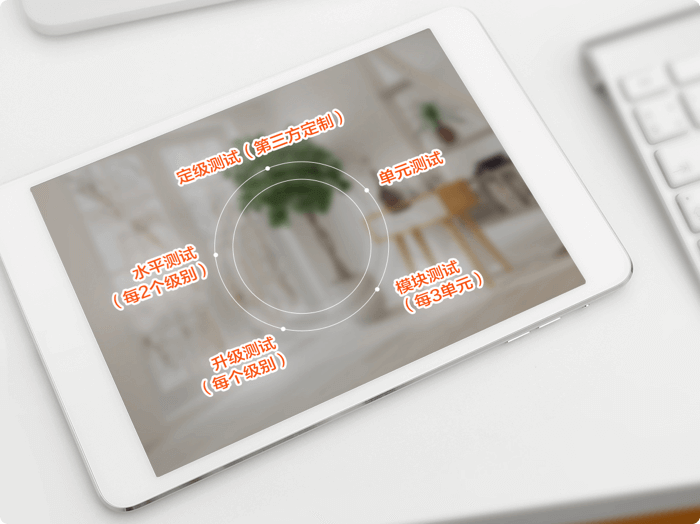 定级测试（第三方定制）
单元测试
水平测试
（每2个级别）
模块测试
（每3单元）
升级测试
（每个级别）